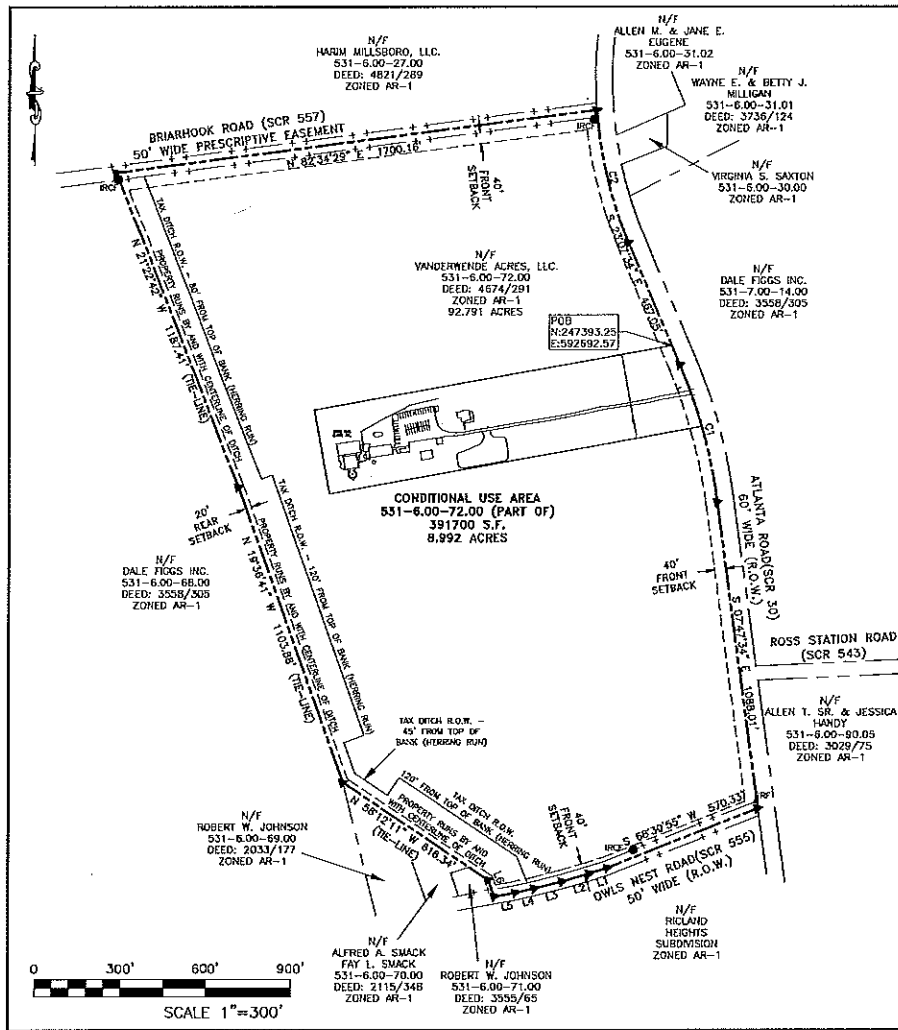 N/F
HARIM MILLSBORO, LLC.
531-6.00-27.00
DEED: 4821/289
ZONED AR-1
N/F
ALLEN M. & JANE E.
EUGENE
531-6.00-31.02
ZONED AR-1
N/F
WAYNE E. & BETTY J.
MILLIGAN
531-6.00-31.01
DEED: 3736/124
ZONED AR-1
N/F
VIRGINIA S. SAXTON
531-6.00-30.00
ZONED AR-1
BRIARHOOK ROAD (SCR 557)
50' WIDE PRESCRIPTIVE EASEMENT
N 82°34'29" E 1700.16'
IRCF
IRCF
40'
FRONT
SETBACK
C2
S 23°07'34" E 467.05'
N/F
VANDERWENDE ACRES, LLC.
531-6.00-72.00
DEED: 4674/291
ZONED AR-1
92.791 ACRES
N/F
DALE FIGGS INC.
531-7.00-14.00
DEED: 3558/305
ZONED AR-1
POB
N:247393.25
E:592692.57
TAX DITCH R.O.W. - 80' FROM TOP OF BANK (HERRING RUN)
PROPERTY RUNS BY AND WITH CENTERLINE OF DITCH
N 21°22'42" W 1187.41' (TIE-LINE)
C1
CONDITIONAL USE AREA
531-6.00-72.00 (PART OF)
391700 S.F.
8.992 ACRES
20'
REAR
SETBACK
TAX DITCH R.O.W. - 120' FROM TOP OF BANK (HERRING RUN)
PROPERTY RUNS BY AND WITH CENTERLINE OF DITCH
N 19°36'41" W 1103.88' (TIE-LINE)
N/F
DALE FIGGS INC.
531-6.00-68.00
DEED: 3558/305
ZONED AR-1
ATLANTA ROAD(SCR 30)
60' WIDE (R.O.W.)
40'
FRONT
SETBACK
S 07°47'34" E 1088.01'
ROSS STATION ROAD
(SCR 543)
N/F
ALLEN T. SR. & JESSICA
HANDY
531-6.00-90.05
DEED: 3029/75
ZONED AR-1
TAX DITCH R.O.W. -
45' FROM TOP OF
BANK (HERRING RUN)
TAX DITCH R.O.W.
120' FROM TOP OF BANK (HERRING RUN)
PROPERTY RUNS BY AND
WITH CENTERLINE OF DITCH
N 58°12'11" W 616.34'
(TIE-LINE)
40'
FRONT
SETBACK
IRCF
S 68°30'55" W 570.33'
OWLS NEST ROAD(SCR 555)
50' WIDE (R.O.W.)
L6
L5
L4
L3
L2
L1
N/F
ROBERT W. JOHNSON
531-6.00-69.00
DEED: 2033/177
ZONED AR-1
N/F
RICLAND
HEIGHTS
SUBDIVISION
ZONED AR-1
N/F
ALFRED A. SMACK
FAY L. SMACK
531-6.00-70.00
DEED: 2115/348
ZONED AR-1
N/F
ROBERT W. JOHNSON
531-6.00-71.00
DEED: 3555/65
ZONED AR-1
0 300' 600' 900'
SCALE 1"=300'